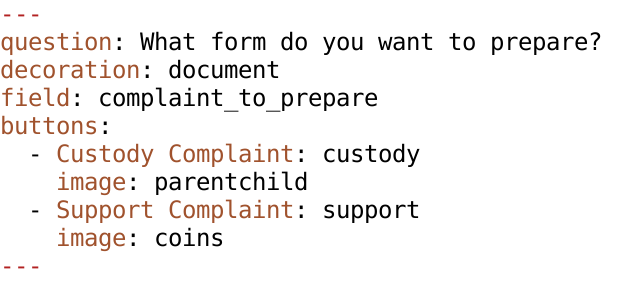 ---
question: What form do you want to prepare?
decoration: document
field: complaint_to_prepare
buttons:
  - Custody Complaint: custody
    image: parentchild
  - Support Complaint: support
    image: coins
---